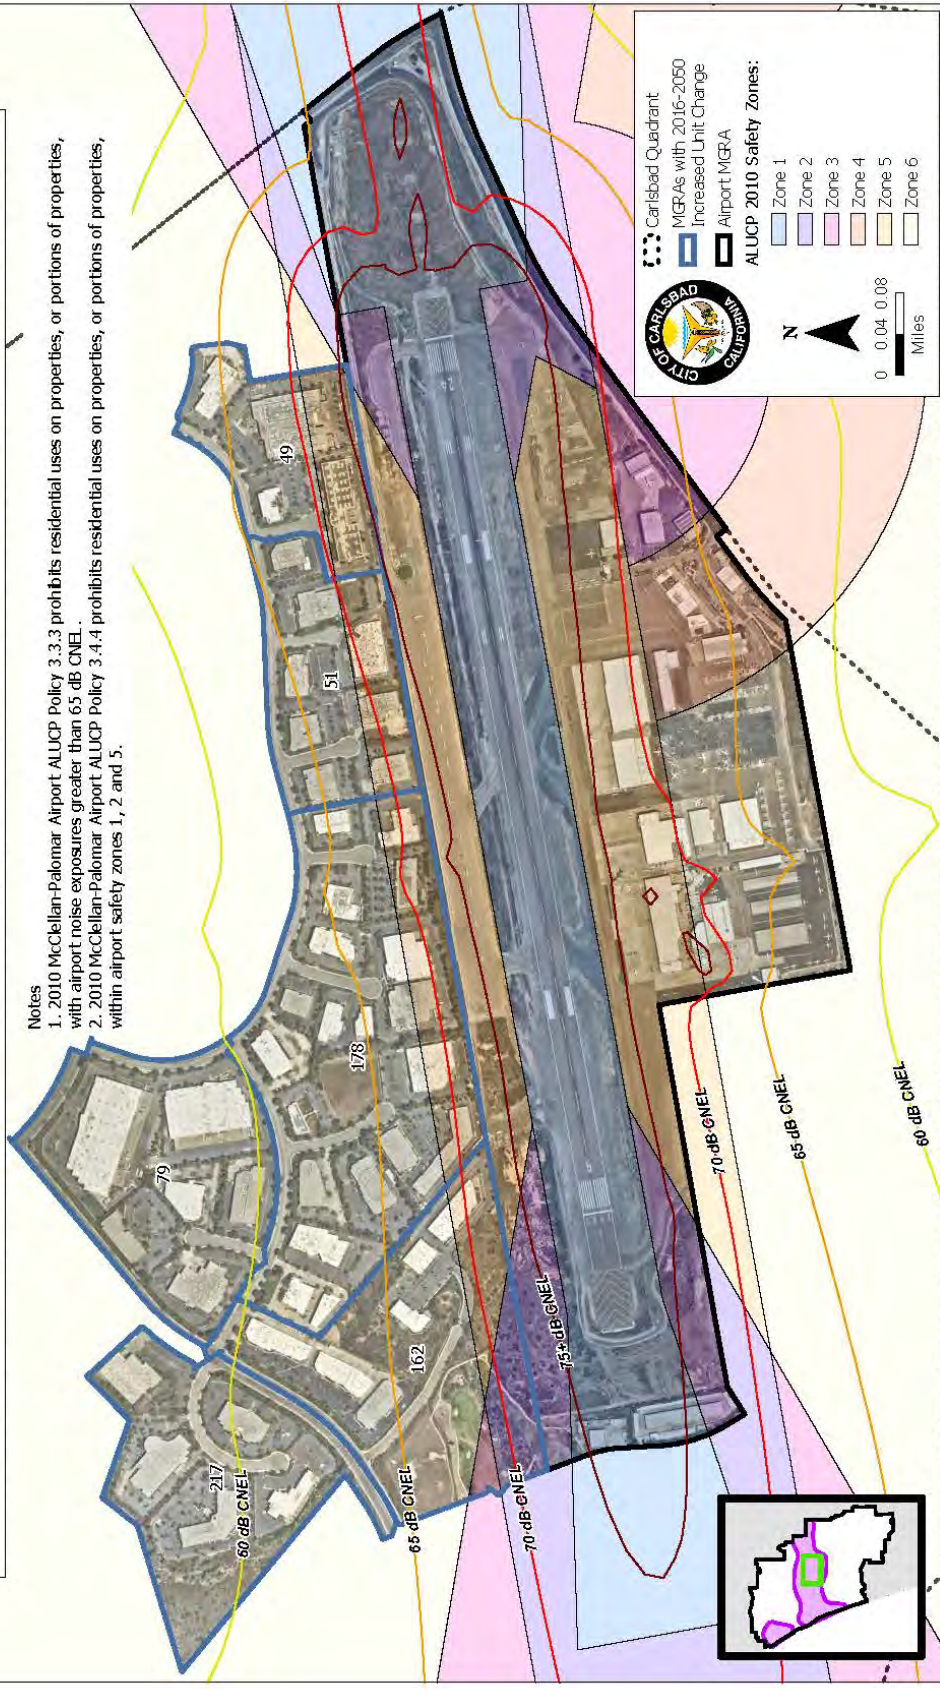 Notes
1. 2010 McClellan-Palomar Airport ALUCP Policy 3.3.3 prohibits residential uses on properties, or portions of properties,
with airport noise exposures greater than 65 dB CNEL.
2. 2010 McClellan-Palomar Airport ALUCP Policy 3.4.4 prohibits residential uses on properties, or portions of properties,
within airport safety zones 1, 2 and 5.
217
79
178
162
51
49
60 dB CNEL
65 dB CNEL
70 dB CNEL
75+ dB CNEL
70 dB CNEL
65 dB CNEL
60 dB CNEL
CITY OF CARLSBAD
CALIFORNIA
Carlsbad Quadrant
MGRAs with 2016-2050
Increased Unit Change
Airport MGRA
ALUCP 2010 Safety Zones:
Zone 1
Zone 2
Zone 3
Zone 4
Zone 5
Zone 6
N
0 0.04 0.08
Miles